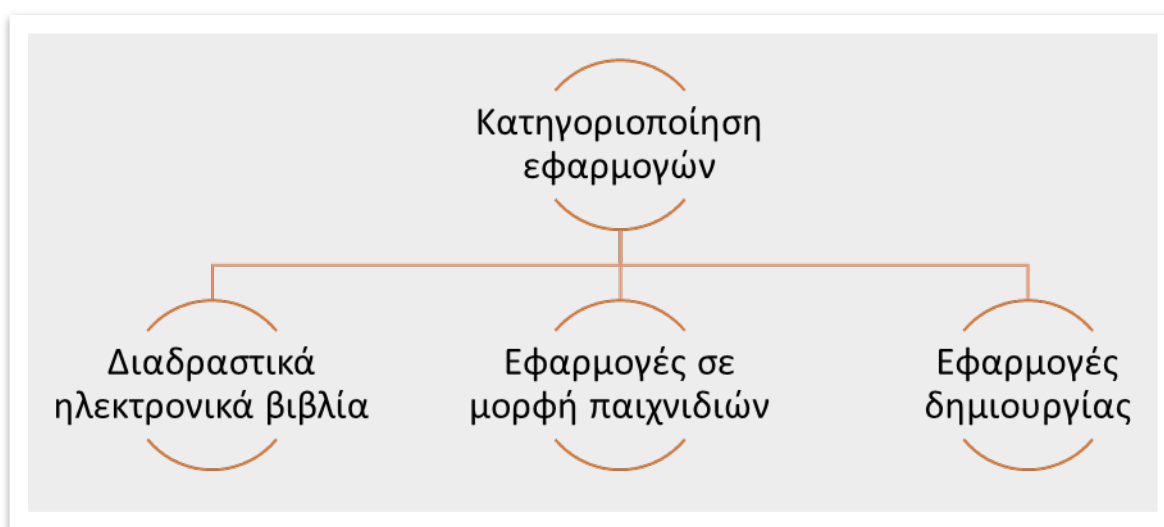 Κατηγοριοποίηση
εφαρμογών
Διαδραστικά
ηλεκτρονικά βιβλία
Εφαρμογές σε
μορφή παιχνιδιών
Εφαρμογές
δημιουργίας